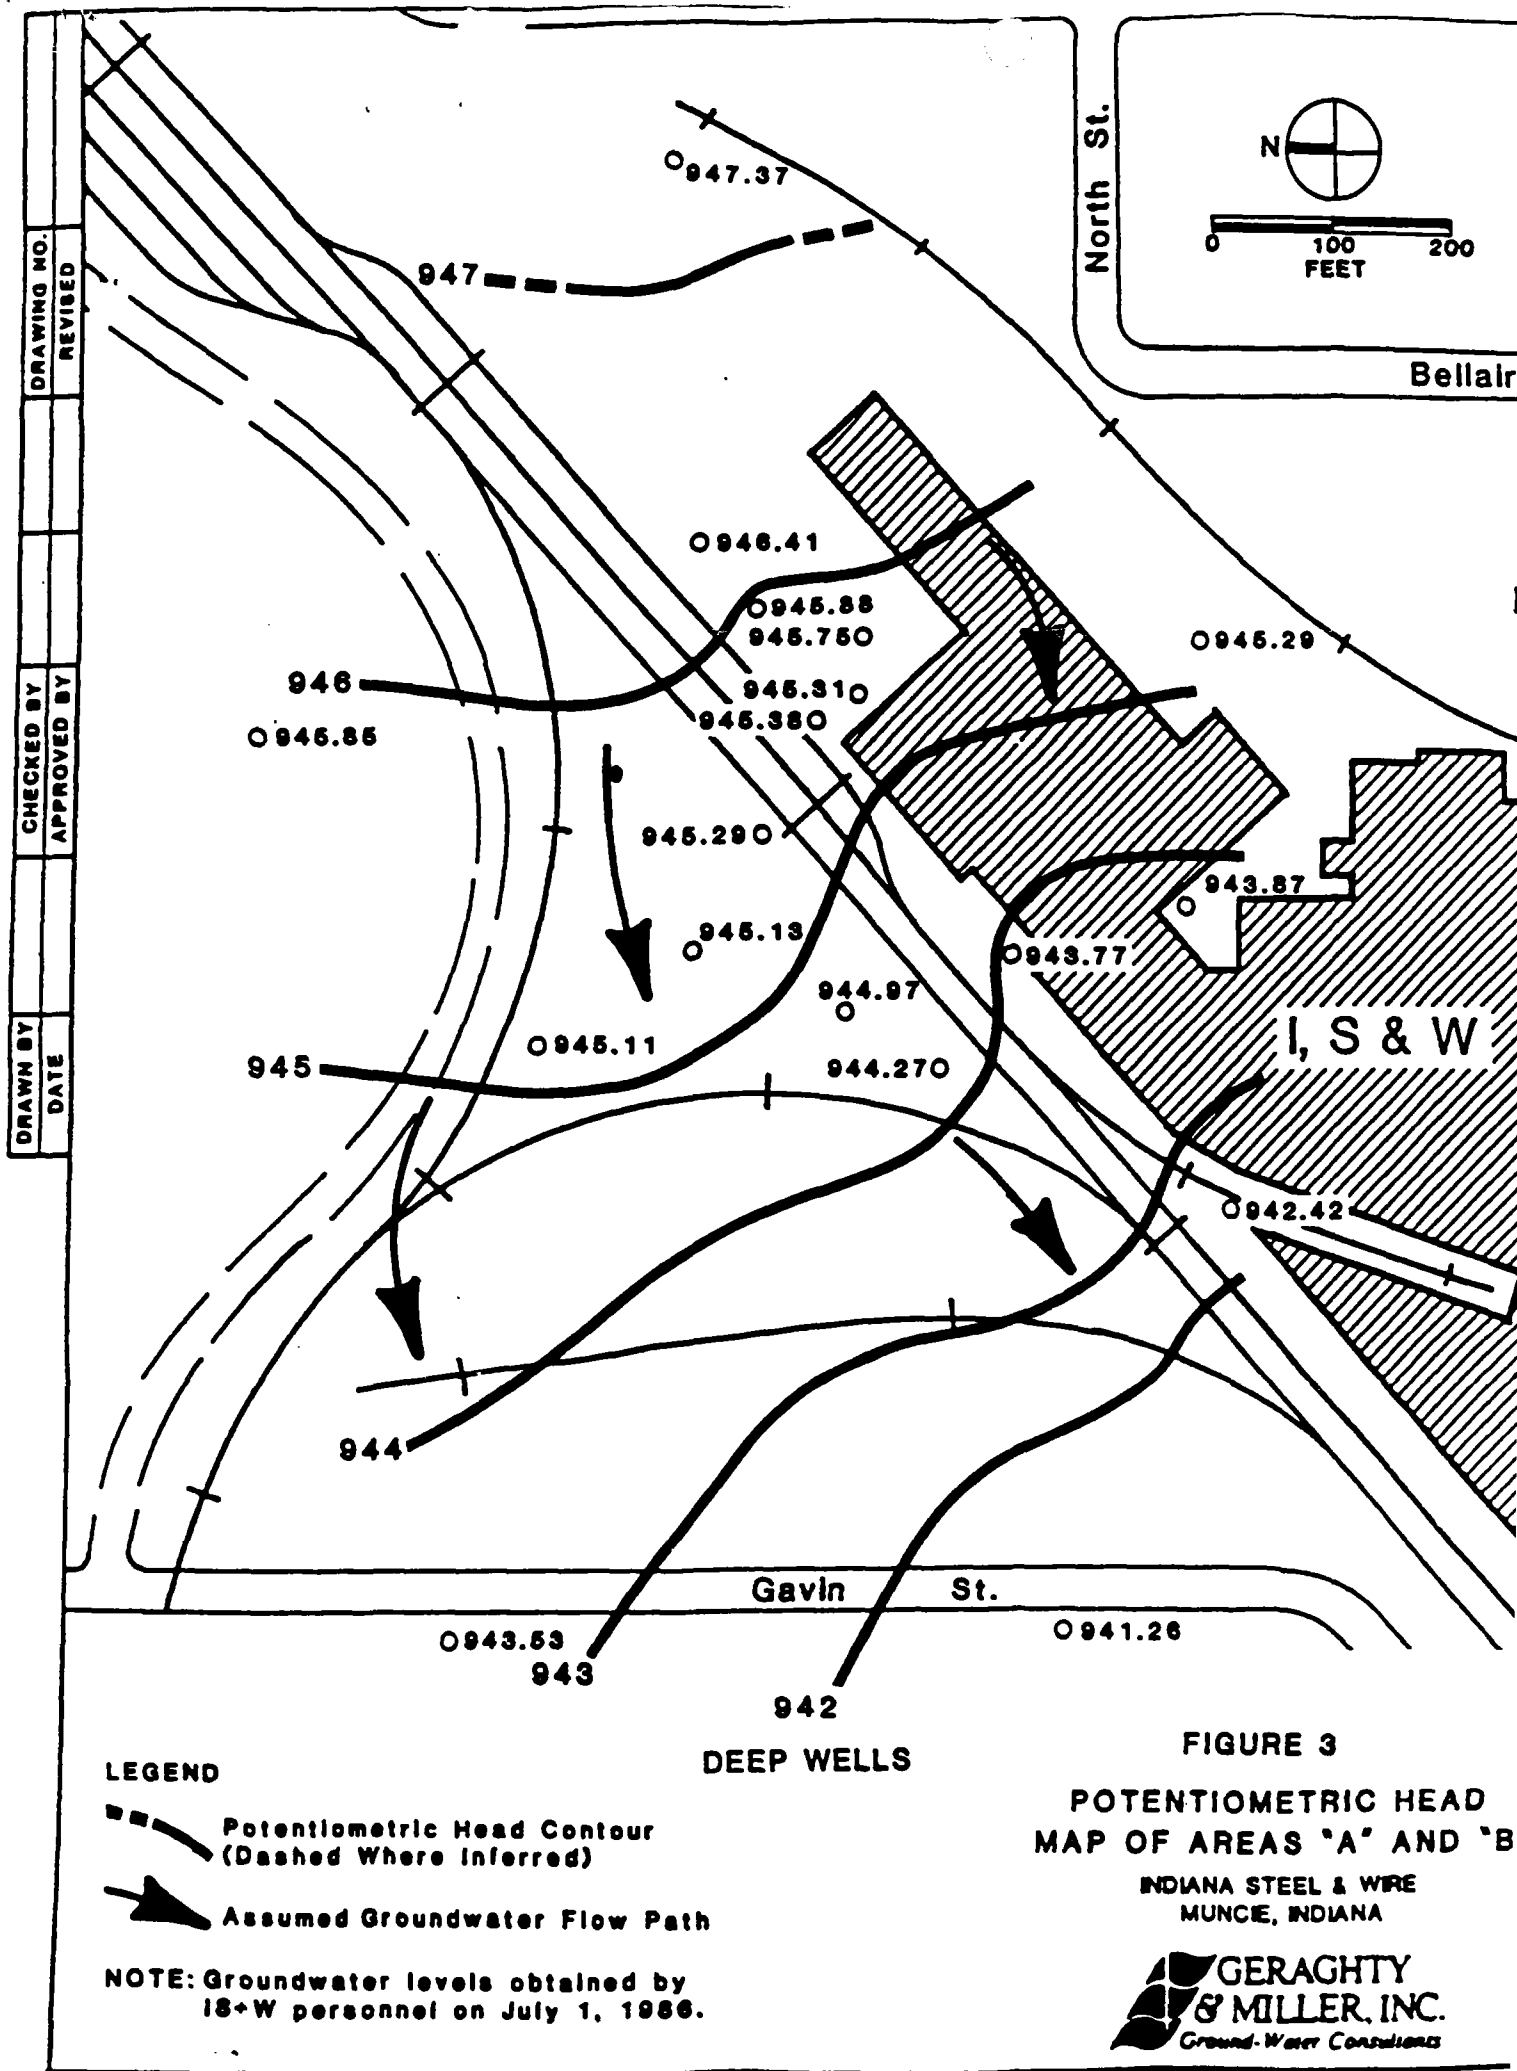 North St.
N
0 100 200
FEET
Bellair
DRAWING NO.
REVISED
CHECKED BY
APPROVED BY
DRAWN BY
DATE
947.37
947
946.41
945.88
945.75
945.29
946
945.31
945.38
945.85
945.29
943.87
945.13
943.77
944.97
I, S & W
945.11
944.27
945
942.42
944
Gavin St.
943.53
941.26
943
942
DEEP WELLS
FIGURE 3
POTENTIOMETRIC HEAD
MAP OF AREAS "A" AND "B
INDIANA STEEL & WIRE
MUNCIE, INDIANA
LEGEND
Potentiometric Head Contour
(Dashed Where Inferred)
Assumed Groundwater Flow Path
NOTE: Groundwater levels obtained by
IS+W personnel on July 1, 1986.
GERAGHTY
& MILLER, INC.
Ground-Water Consultants